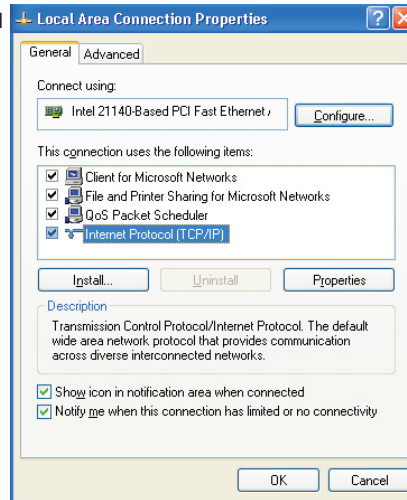 Local Area Connection Properties
General Advanced
Connect using:
Intel 21140-Based PCI Fast Ethernet Configure...
This connection uses the following items:
Client for Microsoft Networks
File and Printer Sharing for Microsoft Networks
QoS Packet Scheduler
Internet Protocol (TCP/IP)
Install... Uninstall Properties
Description
Transmission Control Protocol/Internet Protocol. The default
wide area network protocol that provides communication
across diverse interconnected networks.
Show icon in notification area when connected
Notify me when this connection has limited or no connectivity
OK Cancel